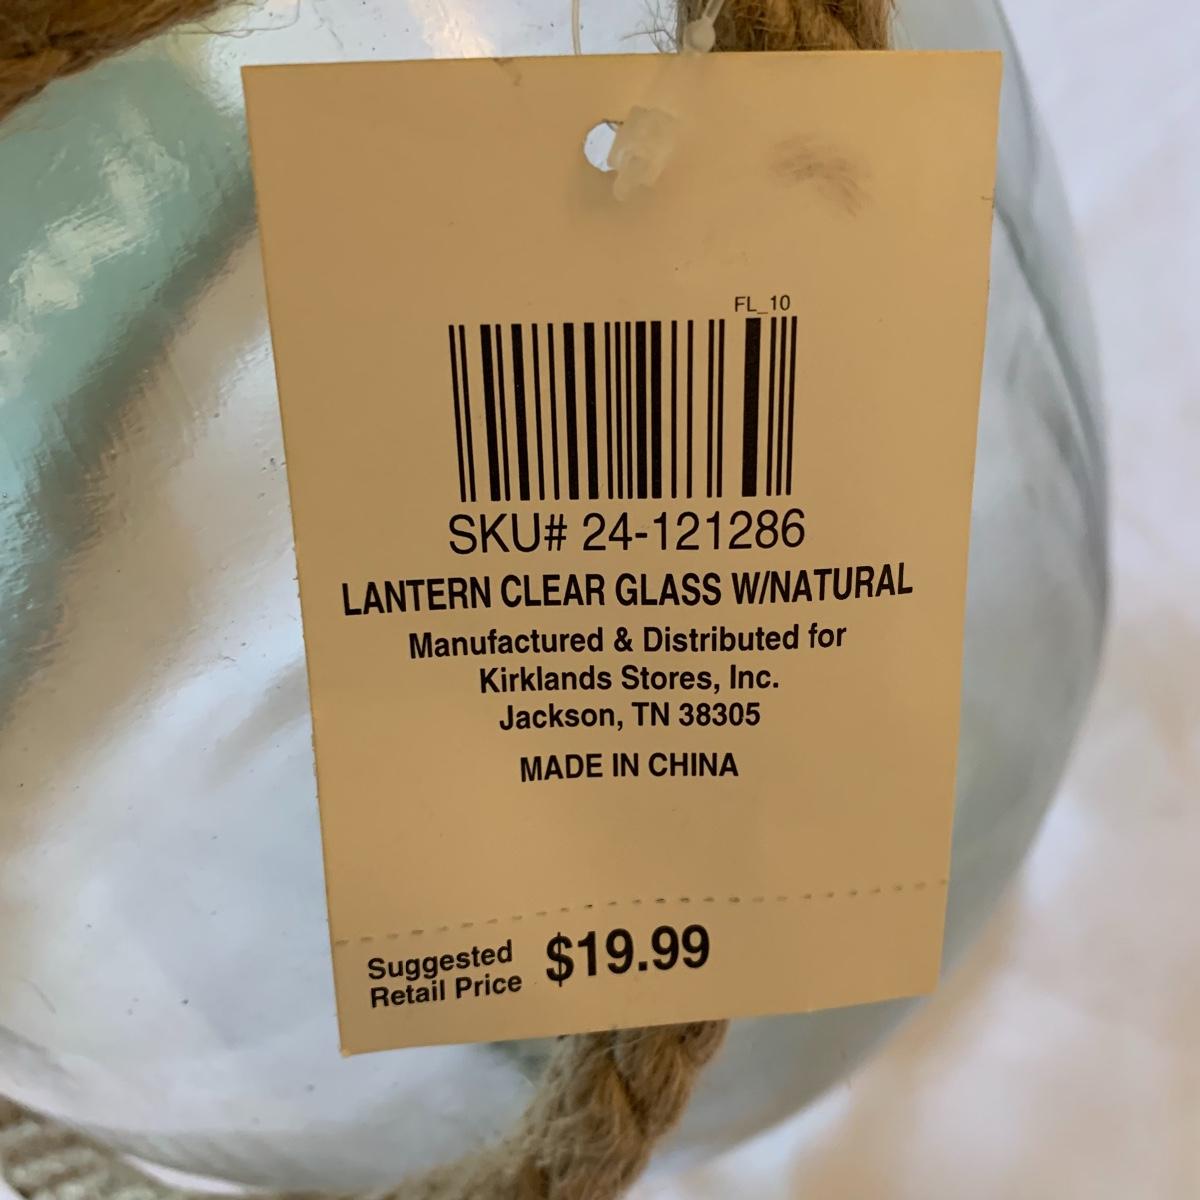 FL_10
SKU# 24-121286
LANTERN CLEAR GLASS W/NATURAL
Manufactured & Distributed for
Kirklands Stores, Inc.
Jackson, TN 38305
MADE IN CHINA
Suggested
Retail Price $19.99